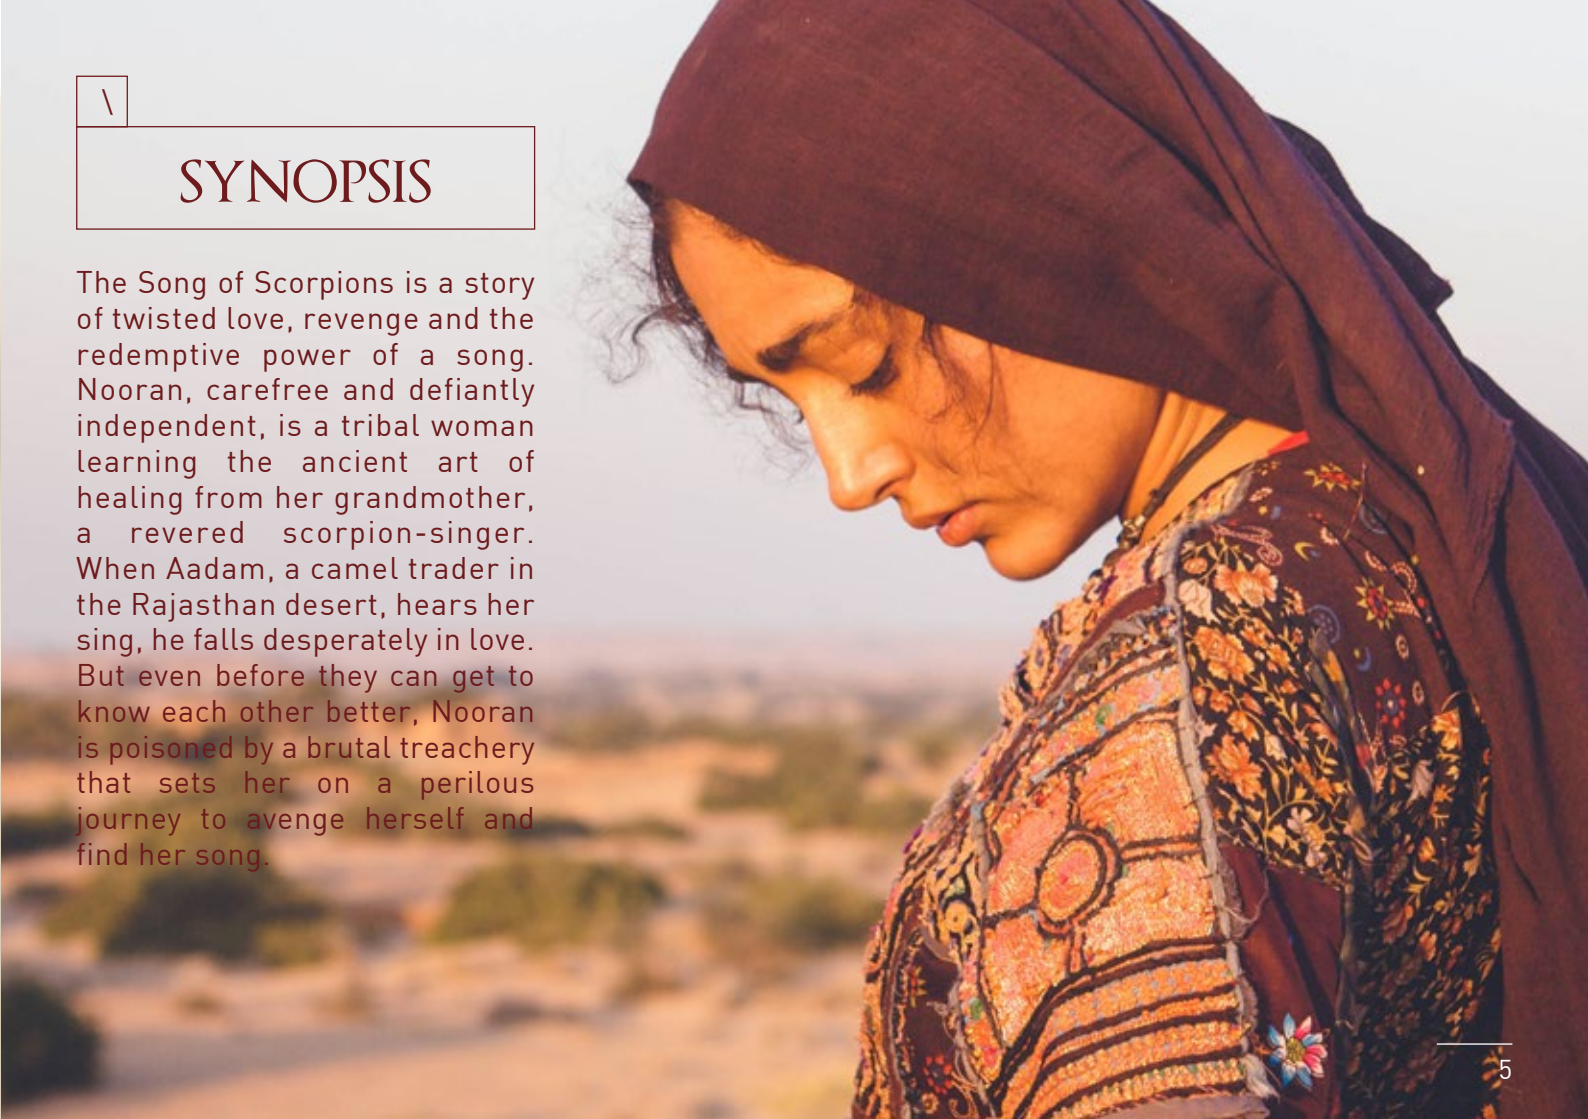 \
SYNOPSIS
The Song of Scorpions is a story
of twisted love, revenge and the
redemptive power of a song.
Nooran, carefree and defiantly
independent, is a tribal woman
learning the ancient art of
healing from her grandmother,
a revered scorpion-singer.
When Aadam, a camel trader in
the Rajasthan desert, hears her
sing, he falls desperately in love.
But even before they can get to
know each other better, Nooran
is poisoned by a brutal treachery
that sets her on a perilous
journey to avenge herself and
find her song.
5